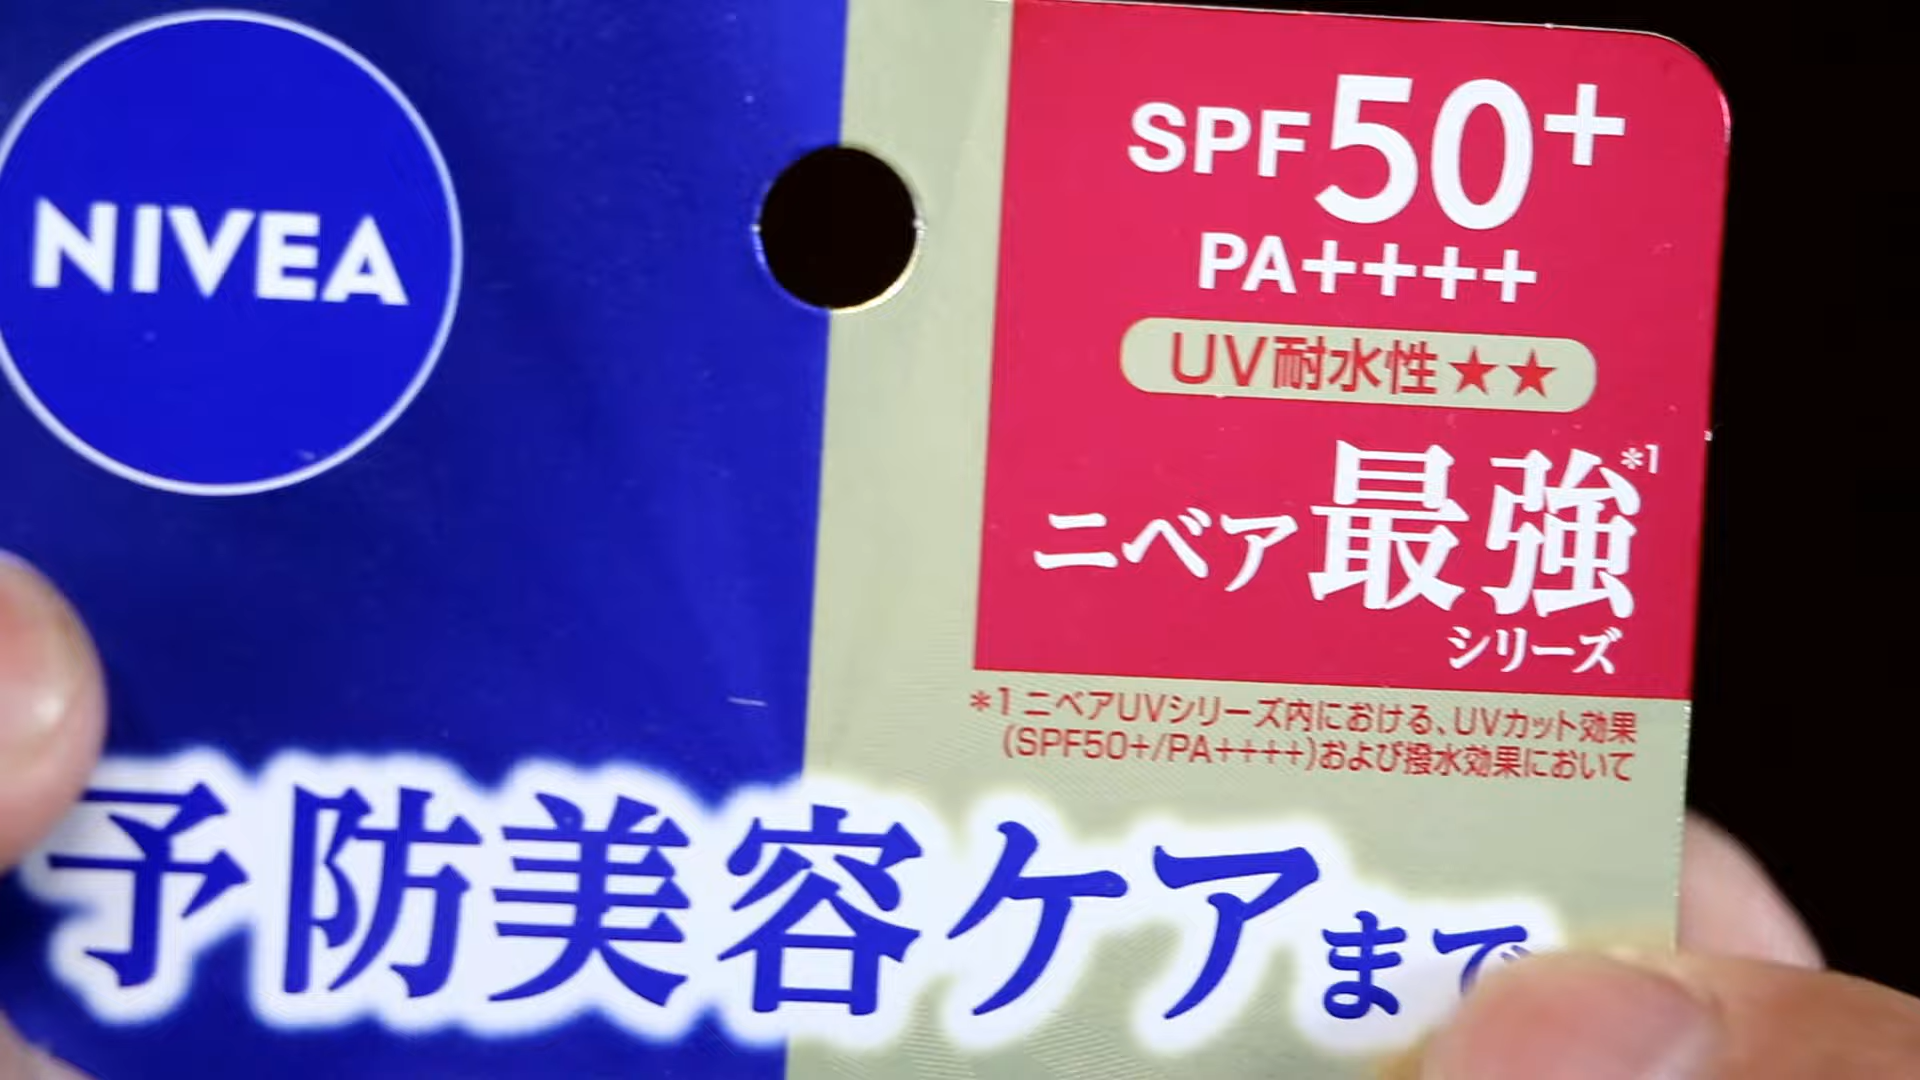 NIVEA
SPF50+
PA++++
UV耐水性★★
ニベア最強*1
シリーズ
*1 ニベアUVシリーズ内における、UVカット効果
(SPF50+/PA++++)および撥水効果において
予防美容ケアまで